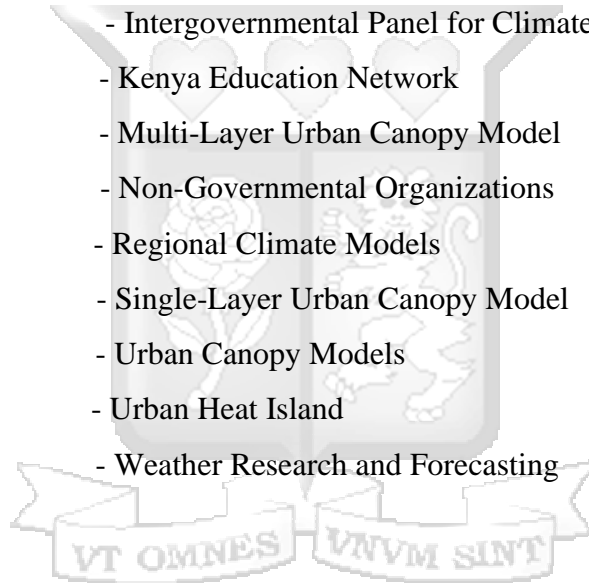 - Intergovernmental Panel for Climate
- Kenya Education Network
- Multi-Layer Urban Canopy Model
- Non-Governmental Organizations
- Regional Climate Models
- Single-Layer Urban Canopy Model
- Urban Canopy Models
- Urban Heat Island
- Weather Research and Forecasting
VT OMNES VNVM SINT